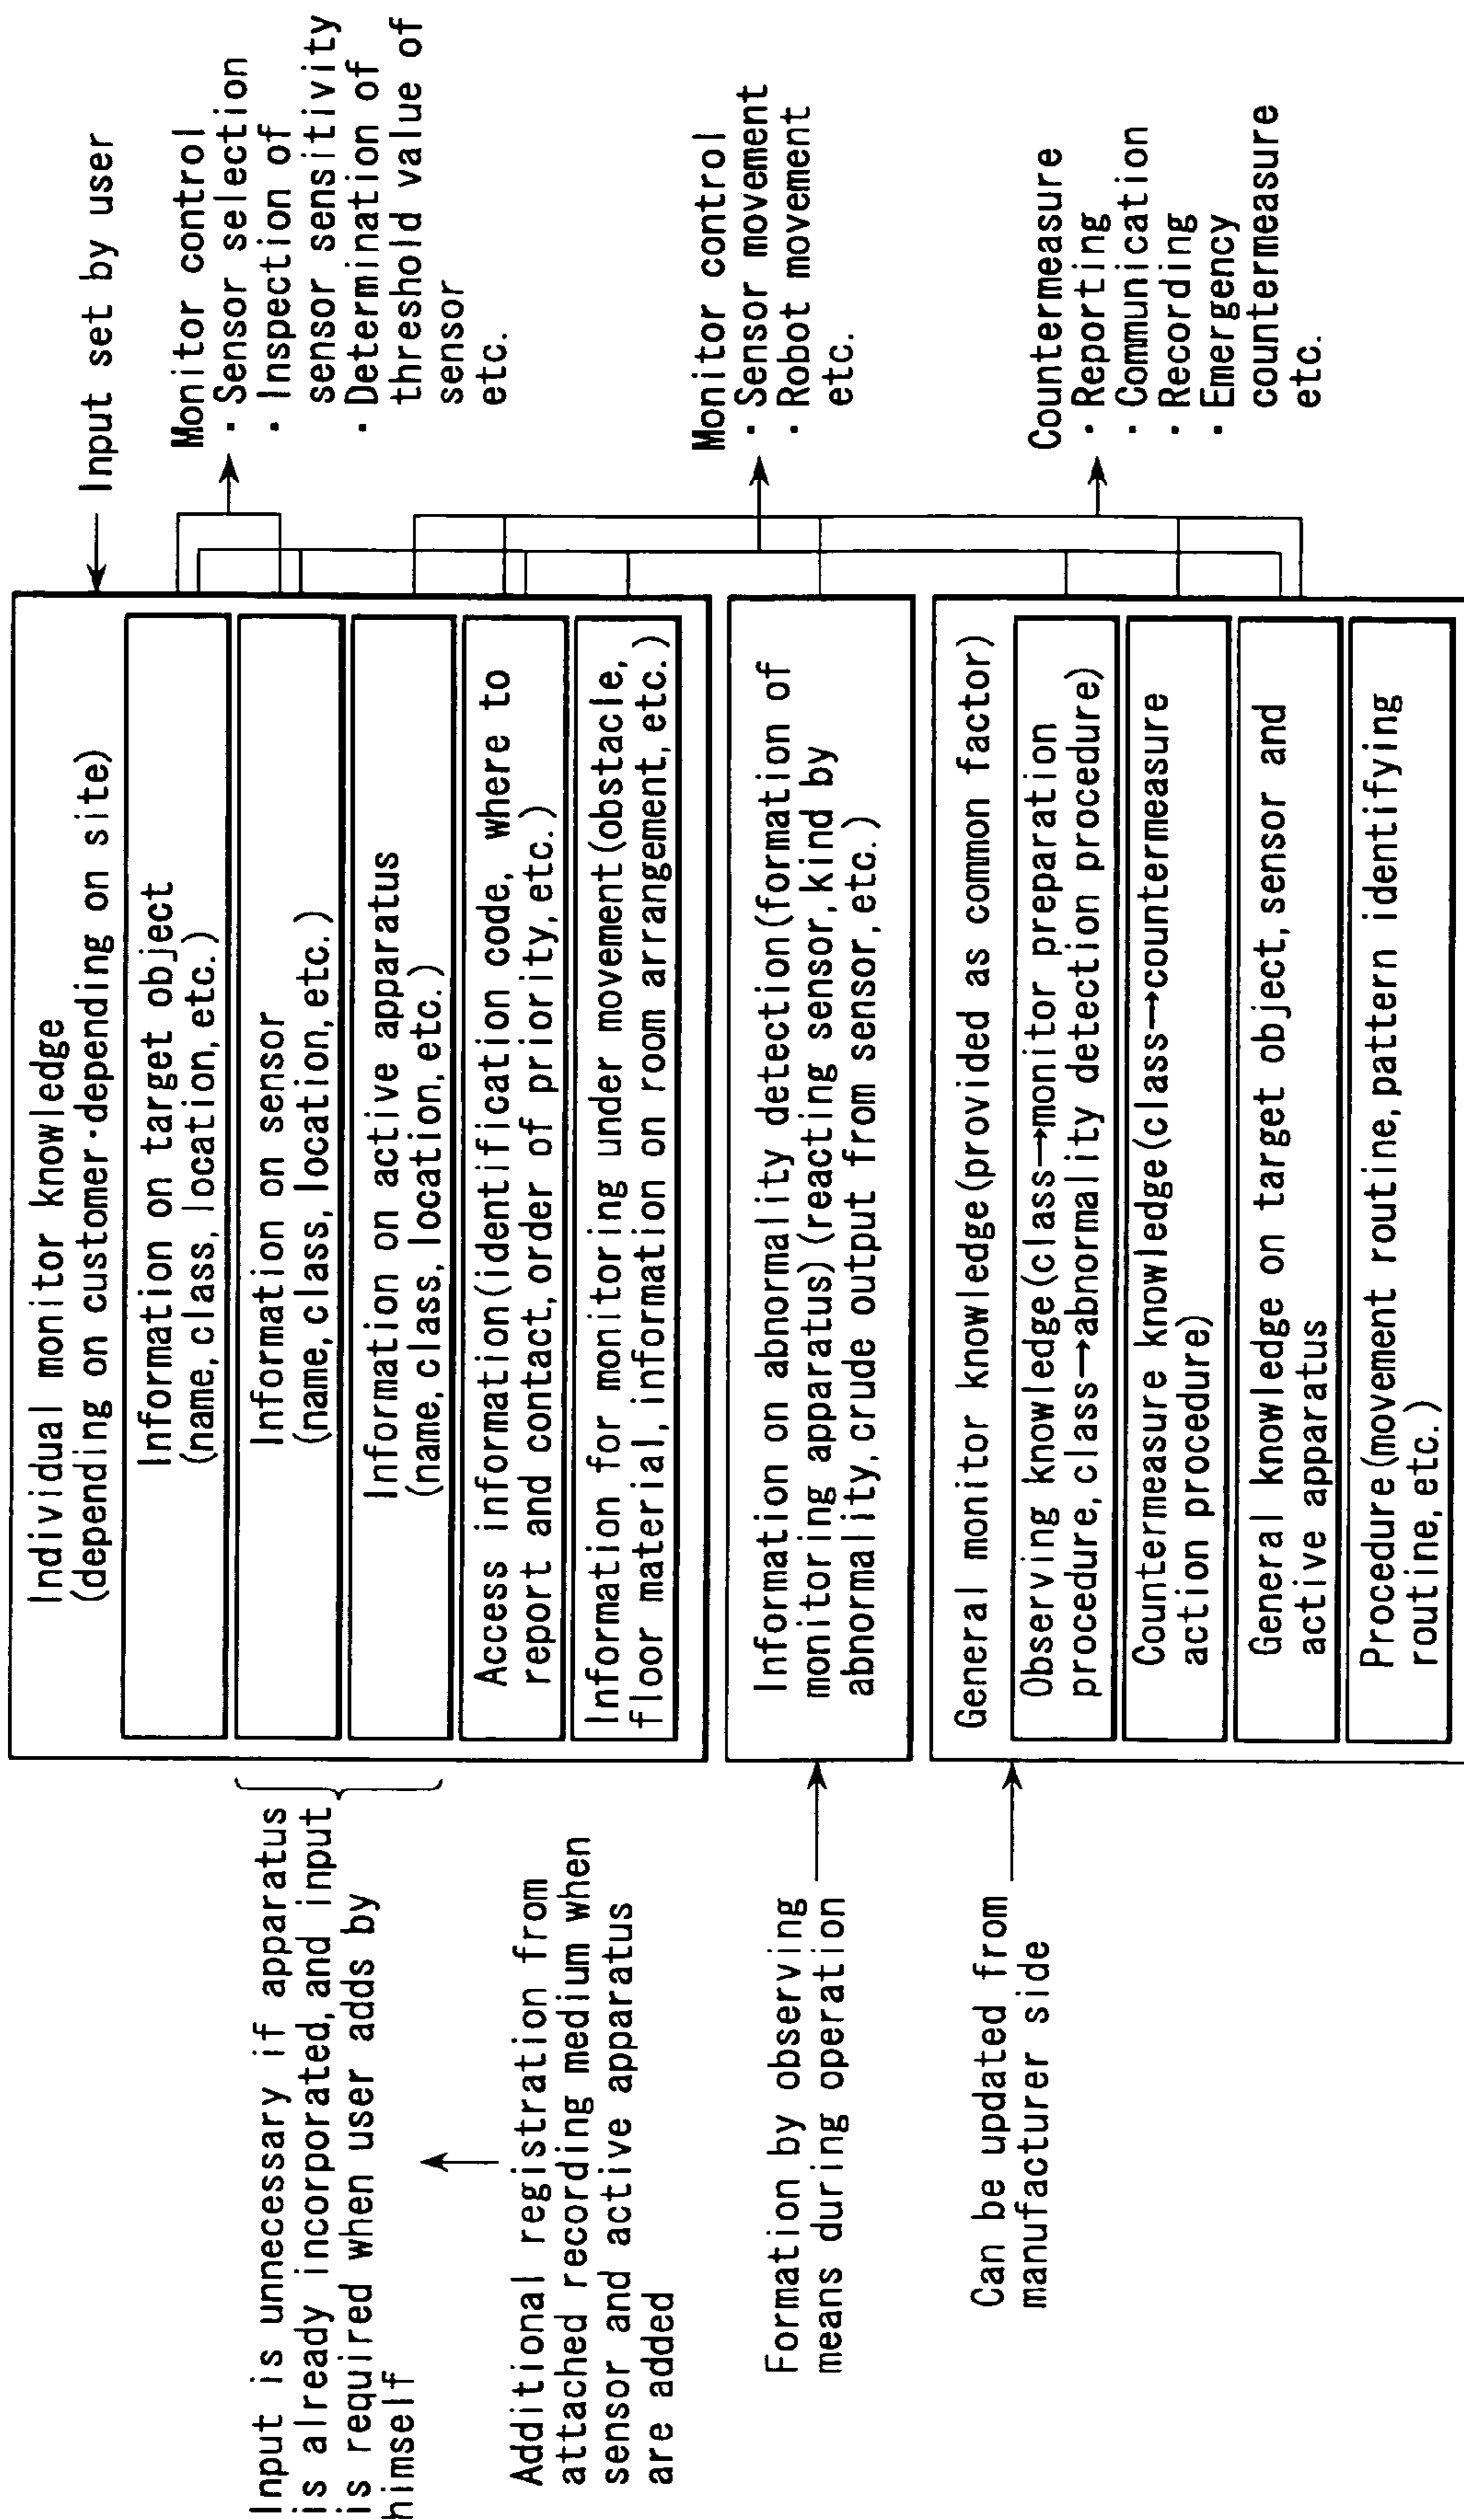 Input set by user
Individual monitor knowledge
(depending on customer·depending on site)
Information on target object
(name,class,location,etc.)
Information on sensor
(name,class,location,etc.)
Information on active apparatus
(name,class,location,etc.)
Access information(identification code, where to
report and contact,order of priority,etc.)
Information for monitoring under movement(obstacle,
floor material,information on room arrangement,etc.)
Information on abnormality detection(formation of
monitoring apparatus)(reacting sensor,kind by
abnormality,crude output from sensor,etc.)
General monitor knowledge(provided as common factor)
Observing knowledge(class→monitor preparation
procedure,class→abnormality detection procedure)
Countermeasure knowledge(class→countermeasure
action procedure)
General knowledge on target object,sensor and
active apparatus
Procedure(movement routine,pattern identifying
routine,etc.)
Input is unnecessary if apparatus
is already incorporated,and input
is required when user adds by
himself
Additional registration from
attached recording medium when
sensor and active apparatus
are added
Formation by observing
means during operation
Can be updated from
manufacturer side
Monitor control
· Sensor selection
· Inspection of
sensor sensitivity
· Determination of
threshold value of
sensor
etc.
Monitor control
· Sensor movement
· Robot movement
etc.
Countermeasure
· Reporting
· Communication
· Recording
· Emergency
countermeasure
etc.